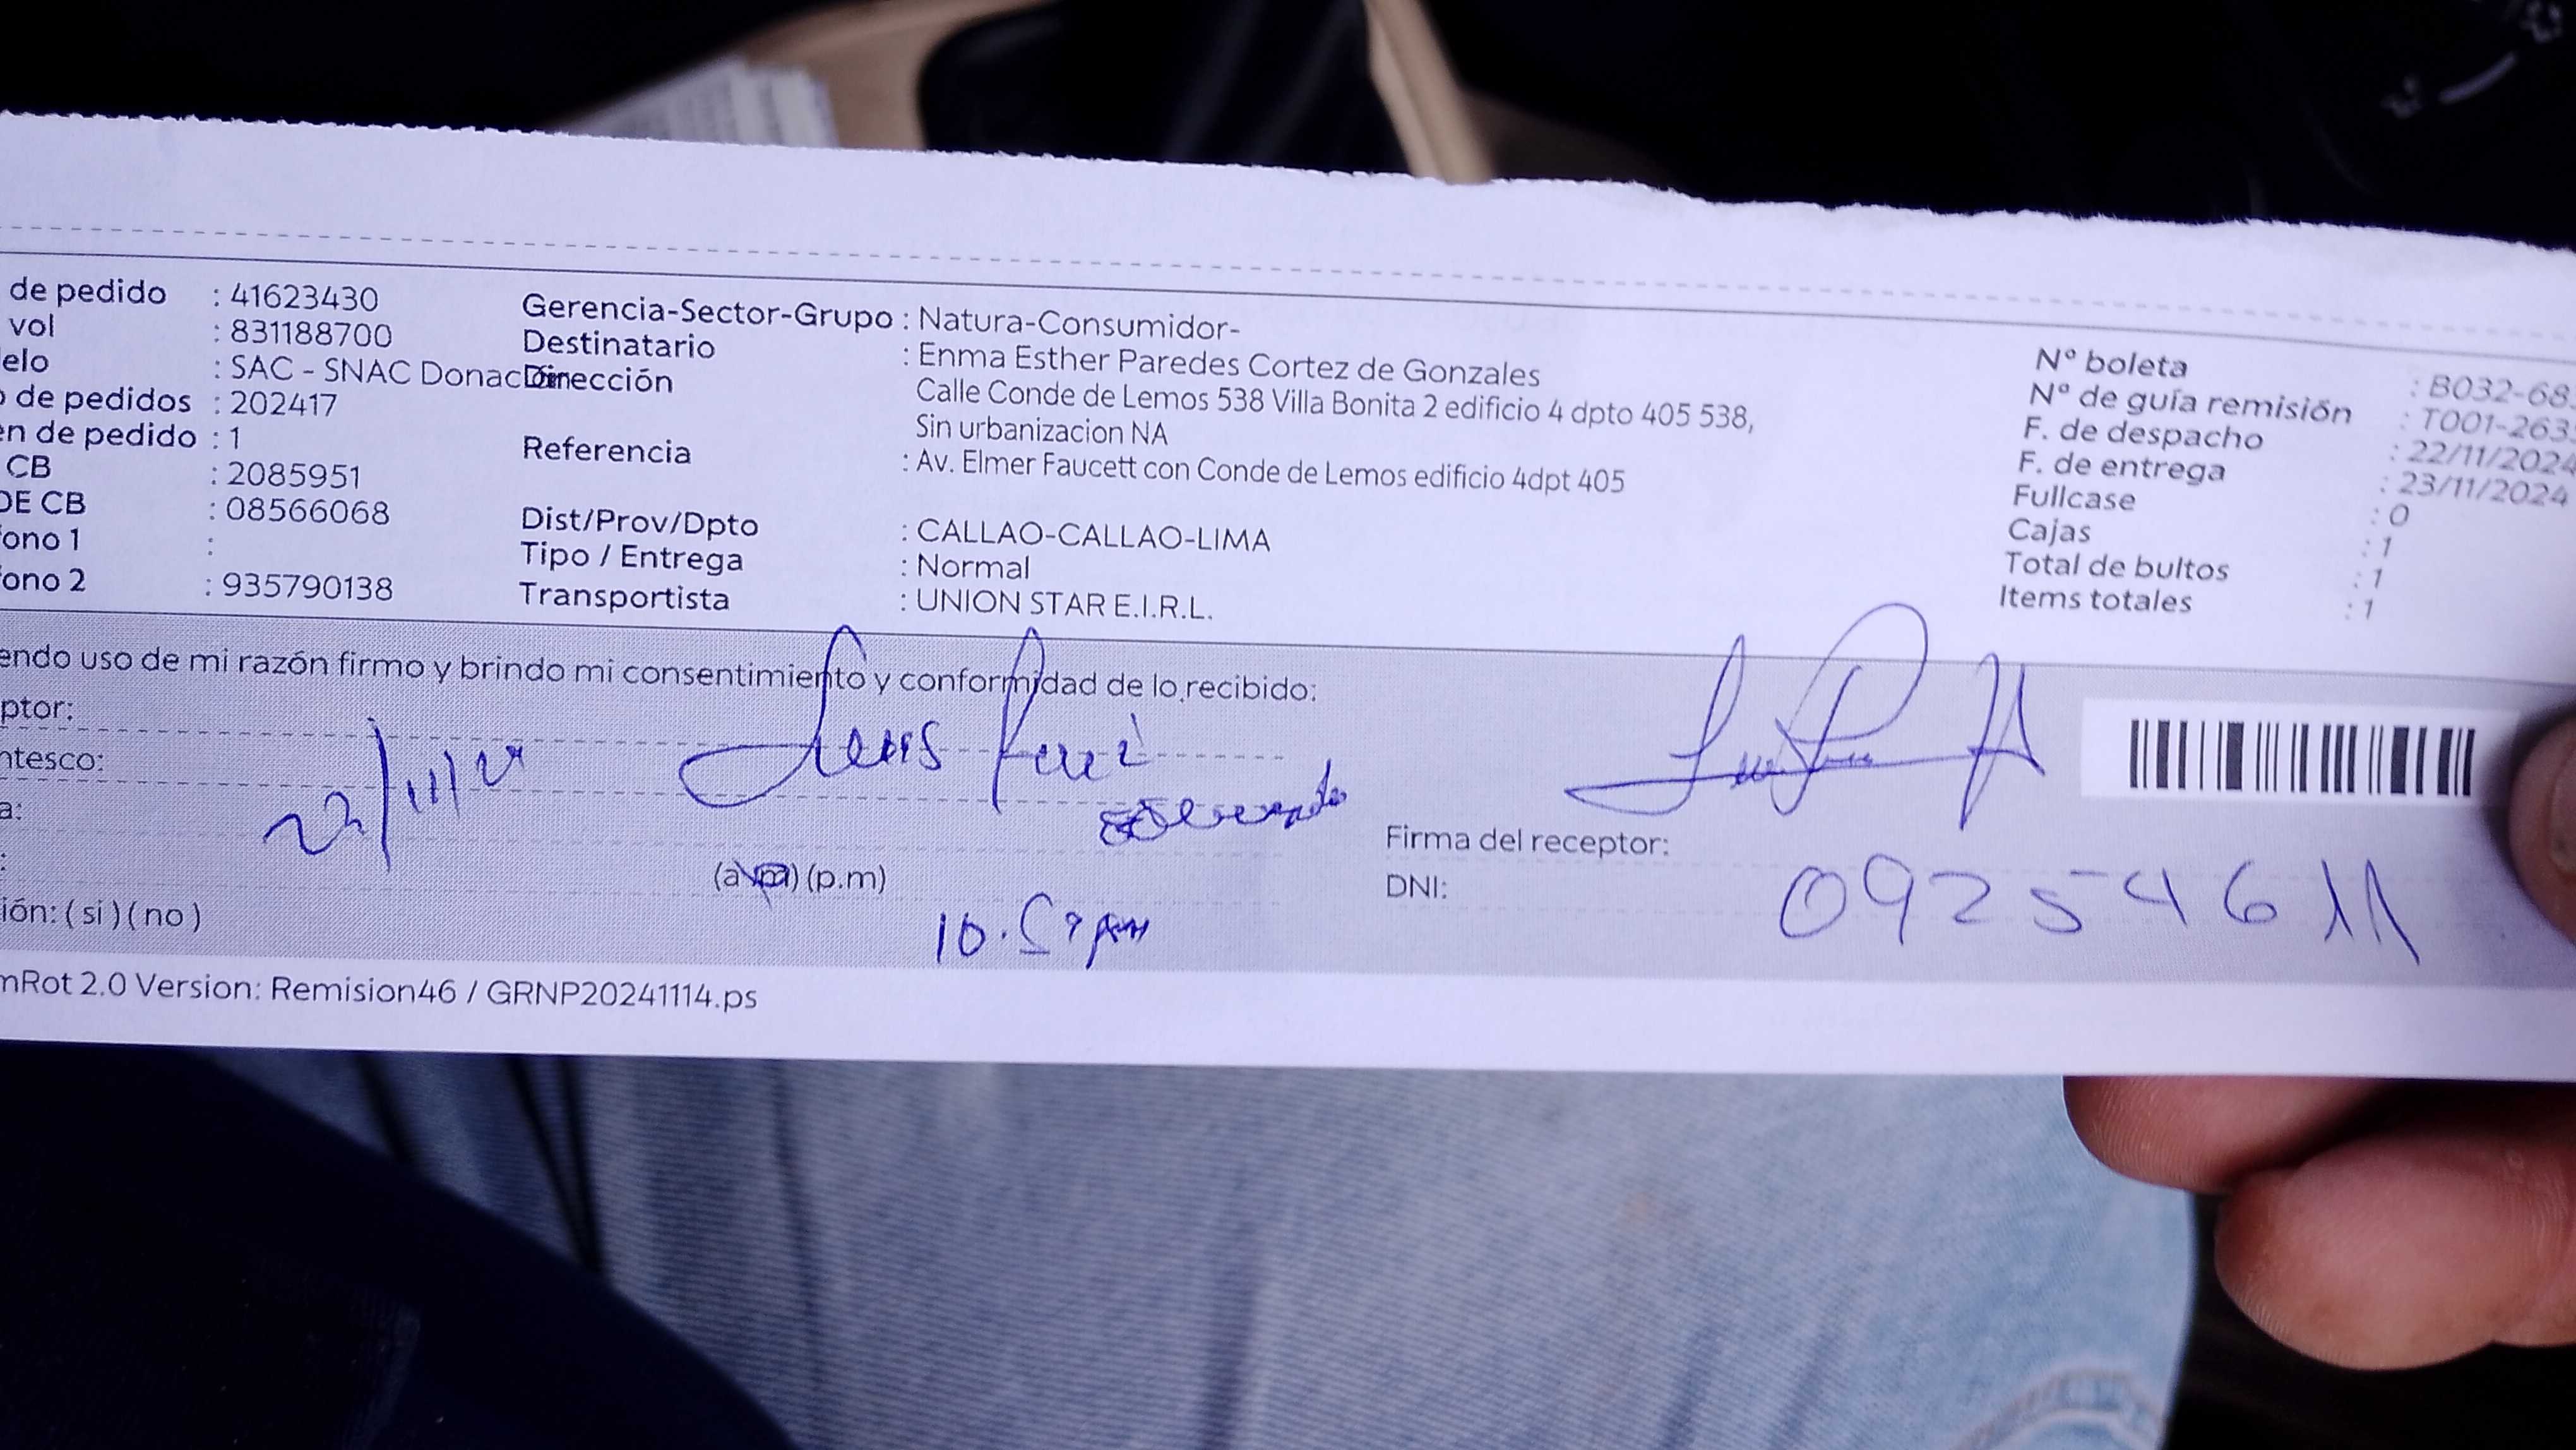 de pedido : 41623430
vol : 831188700
elo : SAC - SNAC Donac
o de pedidos : 202417
en de pedido : 1
CB : 2085951
DE CB : 08566068
fono 1 :
fono 2 : 935790138
Gerencia-Sector-Grupo : Natura-Consumidor-
Destinatario : Enma Esther Paredes Cortez de Gonzales
Dirección Calle Conde de Lemos 538 Villa Bonita 2 edificio 4 dpto 405 538,
Sin urbanizacion NA
Referencia : Av. Elmer Faucett con Conde de Lemos edificio 4dpt 405
Dist/Prov/Dpto : CALLAO-CALLAO-LIMA
Tipo / Entrega : Normal
Transportista : UNION STAR E.I.R.L.
Nº boleta : B032-68
Nº de guía remisión : T001-263
F. de despacho : 22/11/2024
F. de entrega : 23/11/2024
Fullcase : 0
Cajas : 1
Total de bultos : 1
Items totales : 1
endo uso de mi razón firmo y brindo mi consentimiento y conformidad de lo recibido:
ptor:
ntesco:
a:
:
(a.m) (p.m)
ión: ( si ) ( no )
Firma del receptor:
DNI: 09254611
mRot 2.0 Version: Remision46 / GRNP20241114.ps